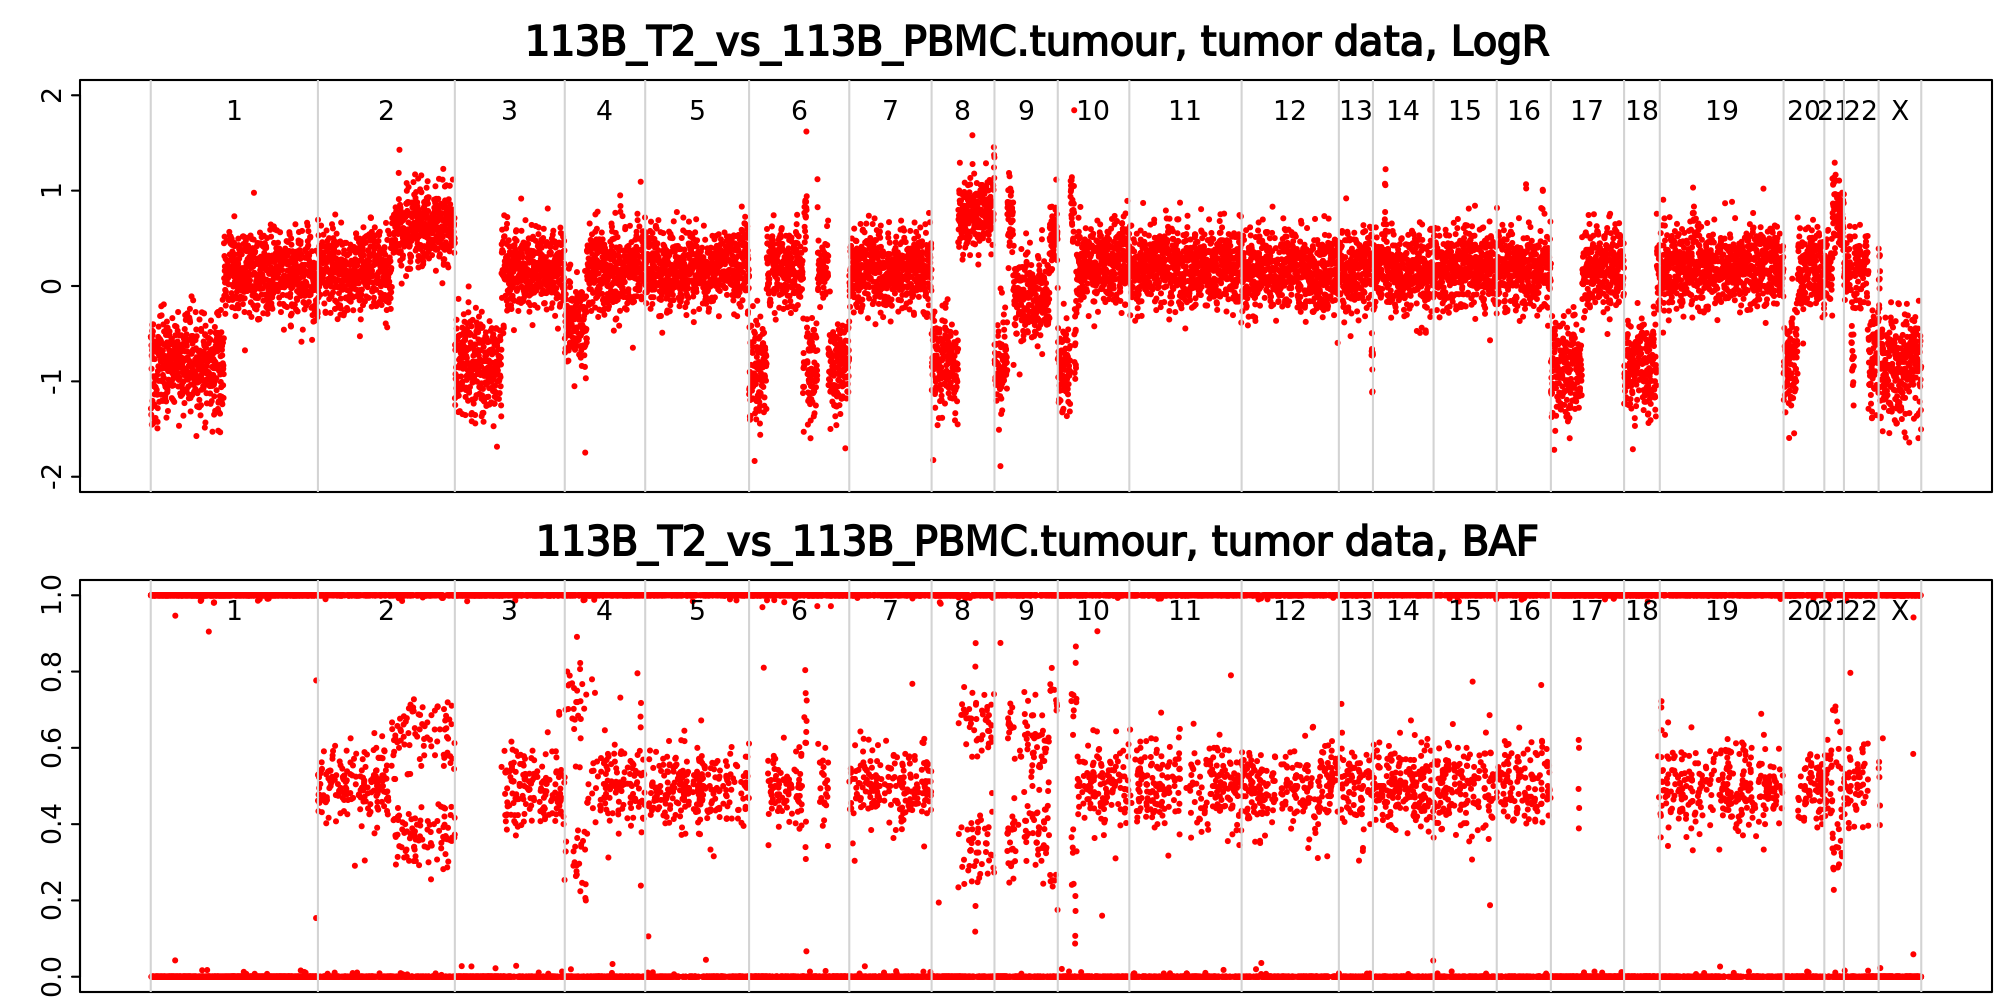 113B_T2_vs_113B_PBMC.tumour, tumor data, LogR
2
1
0
-1
-2
1 2 3 4 5 6 7 8 9 10 11 12 13 14 15 16 17 18 19 20 21 22 X
113B_T2_vs_113B_PBMC.tumour, tumor data, BAF
1.0
0.8
0.6
0.4
0.2
0.0
1 2 3 4 5 6 7 8 9 10 11 12 13 14 15 16 17 18 19 20 21 22 X